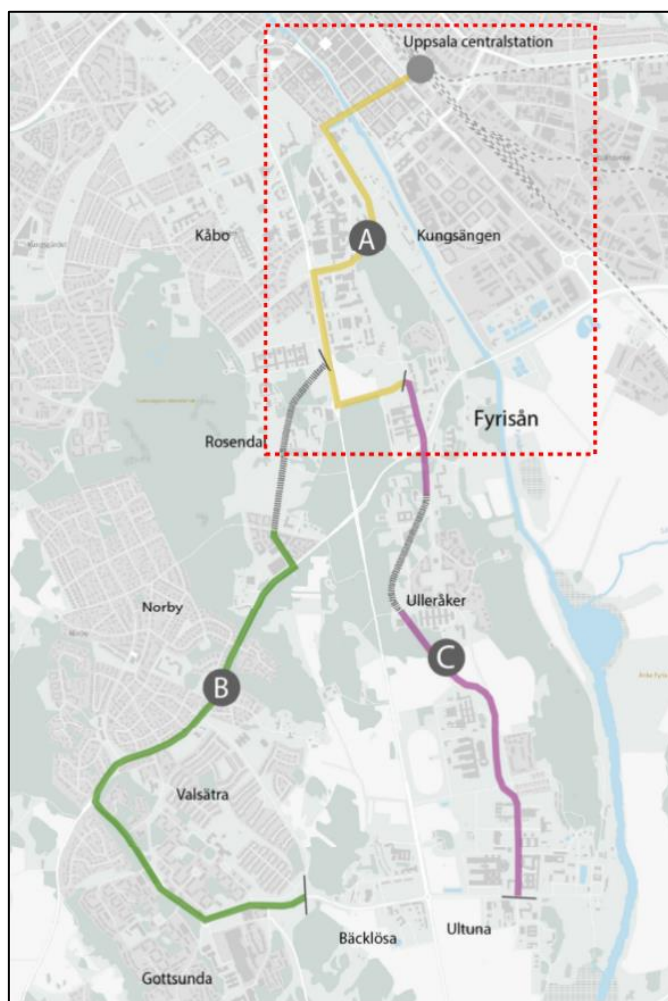 Uppsala centralstation
Kåbo
A
Kungsängen
Fyrisån
Rosendal
Norby
Ulleråker
C
B
Valsätra
Bäcklösa
Ultuna
Gottsunda